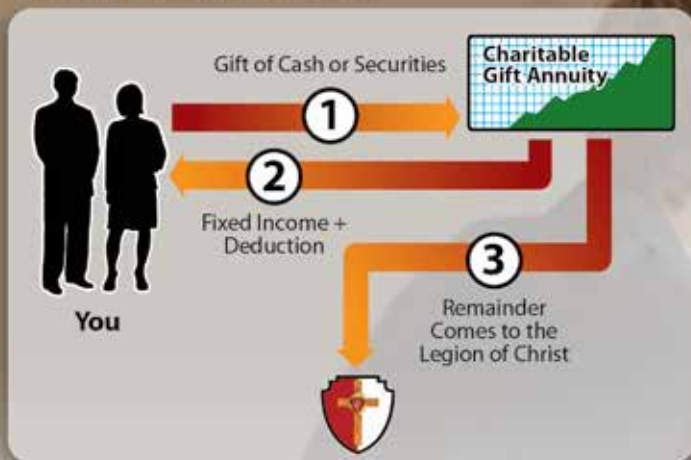 Gift of Cash or Securities
Charitable
Gift Annuity
1
2
Fixed Income +
Deduction
3
Remainder
Comes to the
Legion of Christ
You